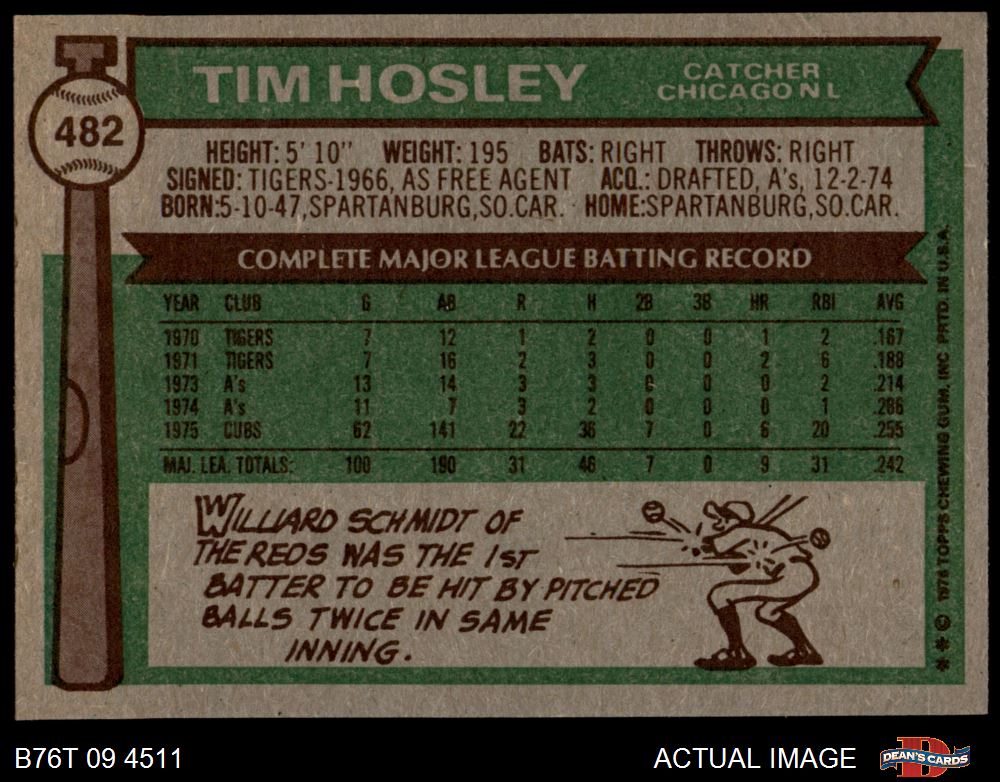 482
TIM HOSLEY
CATCHER
CHICAGO N L
HEIGHT: 5' 10" WEIGHT: 195 BATS: RIGHT THROWS: RIGHT
SIGNED: TIGERS-1966, AS FREE AGENT ACQ.: DRAFTED, A's, 12-2-74
BORN:5-10-47,SPARTANBURG,SO.CAR. HOME:SPARTANBURG,SO.CAR.
COMPLETE MAJOR LEAGUE BATTING RECORD
YEAR CLUB G AB R H 2B 3B HR RBI AVG
1970 TIGERS 7 12 1 2 0 0 1 2 .167
1971 TIGERS 7 16 2 3 0 0 2 6 .188
1973 A's 13 14 3 3 0 0 0 2 .214
1974 A's 11 7 3 2 0 0 0 1 .286
1975 CUBS 62 141 22 36 7 0 6 20 .255
MAJ. LEA. TOTALS: 100 190 31 46 7 0 9 31 .242
WILLIARD SCHMIDT OF
THE REDS WAS THE 1ST
BATTER TO BE HIT BY PITCHED
BALLS TWICE IN SAME
INNING.
** © 1976 TOPPS CHEWING GUM, INC PRTD. IN U.S.A.
B76T 09 4511
ACTUAL IMAGE
D
DEAN'S CARDS